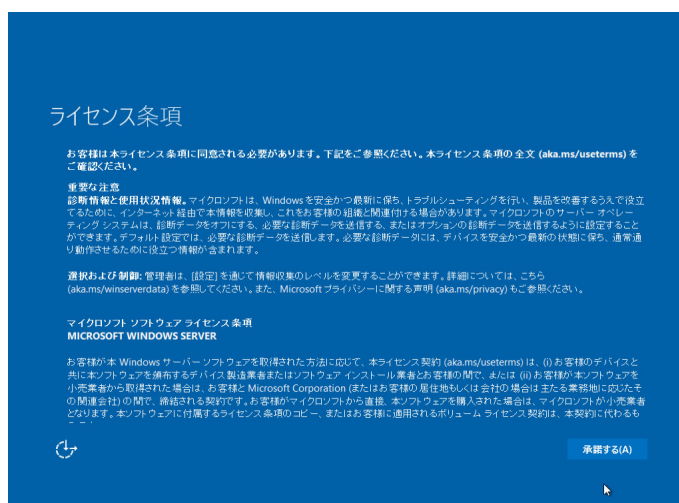 ライセンス条項
お客様は本ライセンス条項に同意される必要があります。下記をご参照ください。本ライセンス条項の全文 (aka.ms/useterms) を
ご確認ください。
重要な注意
診断情報と使用状況情報。マイクロソフトは、Windowsを安全かつ最新に保ち、トラブルシューティングを行い、製品を改善するうえで役立
てるために、インターネット経由で本情報を収集し、これをお客様の組織と関連付ける場合があります。マイクロソフトのサーバー オペレー
ティング システムは、診断データをオフにする、必要な診断データを送信する、またはオプションの診断データを送信するように設定すること
ができます。デフォルト設定では、必要な診断データを送信します。必要な診断データには、デバイスを安全かつ最新の状態に保ち、通常通
り動作させるために役立つ情報が含まれます。
選択および制御: 管理者は、[設定] を通じて情報収集のレベルを変更することができます。詳細については、こちら
(aka.ms/winserverdata) を参照してください。また、Microsoft プライバシーに関する声明 (aka.ms/privacy) もご参照ください。
マイクロソフト ソフトウェア ライセンス条項
MICROSOFT WINDOWS SERVER
お客様が本 Windows サーバー ソフトウェアを取得された方法に応じて、本ライセンス契約 (aka.ms/useterms) は、(i) お客様のデバイスと
共に本ソフトウェアを頒布するデバイス製造業者またはソフトウェア インストール業者とお客様の間で、または (ii) お客様が本ソフトウェアを
小売業者から取得された場合は、お客様と Microsoft Corporation (またはお客様の居住地もしくは会社の場合は主たる業務地に応じたそ
の関連会社) の間で、締結される契約です。お客様がマイクロソフトから直接、本ソフトウェアを購入された場合は、マイクロソフトが小売業者
となります。本ソフトウェアに付属するライセンス条項のコピー、またはお客様に適用されるボリューム ライセンス契約は、本契約に代わるも
承諾する(A)